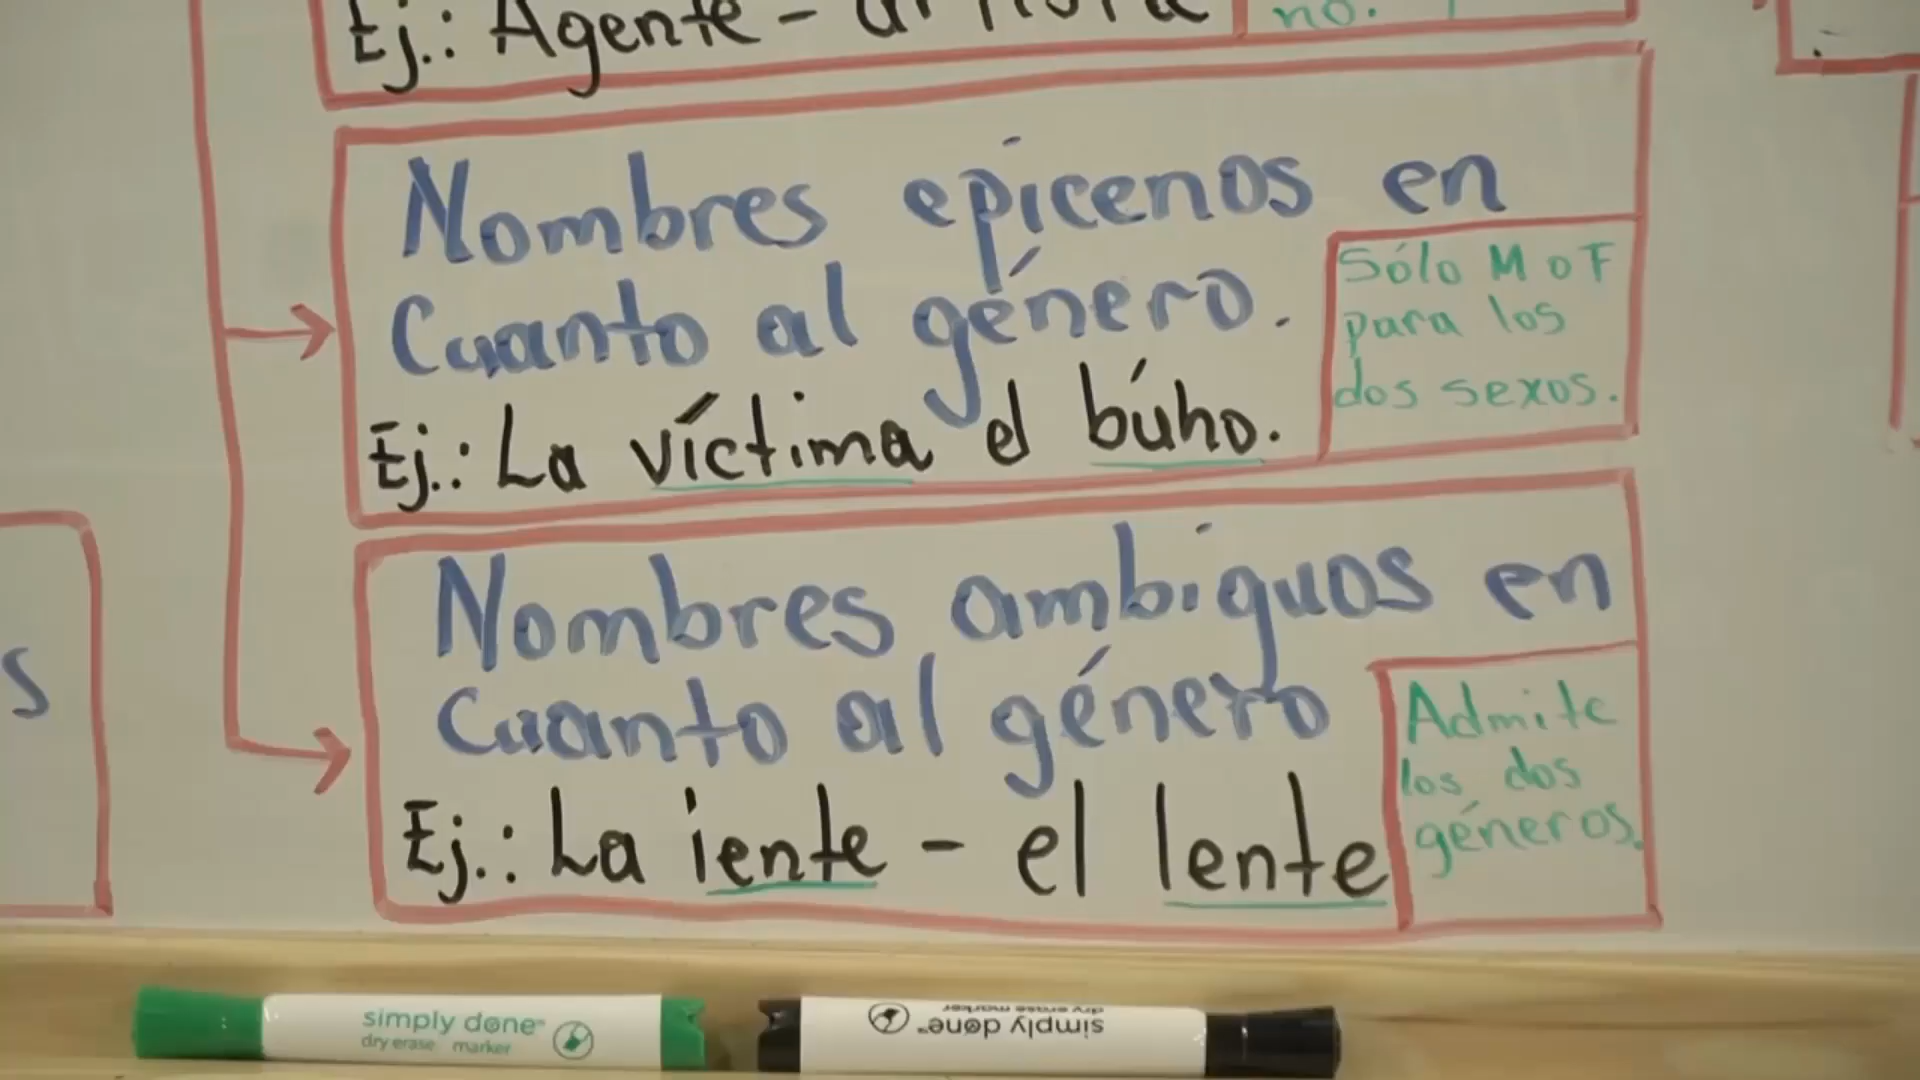 Ej.: Agente -
no.
Nombres epicenos en
Cuanto al género.
Ej.: La víctima el búho.
Sólo M o F
para los
dos sexos.
Nombres ambiguos en
Cuanto al género
Ej.: La iente - el lente
Admite
los dos
géneros.
s
simply done
dry erase marker
simply done
dry erase marker